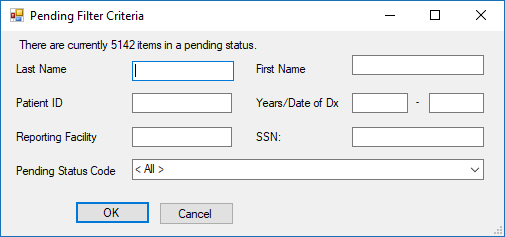 Pending Filter Criteria
There are currently 5142 items in a pending status.
Last Name First Name
Patient ID Years/Date of Dx -
Reporting Facility SSN:
Pending Status Code < All >
OK Cancel